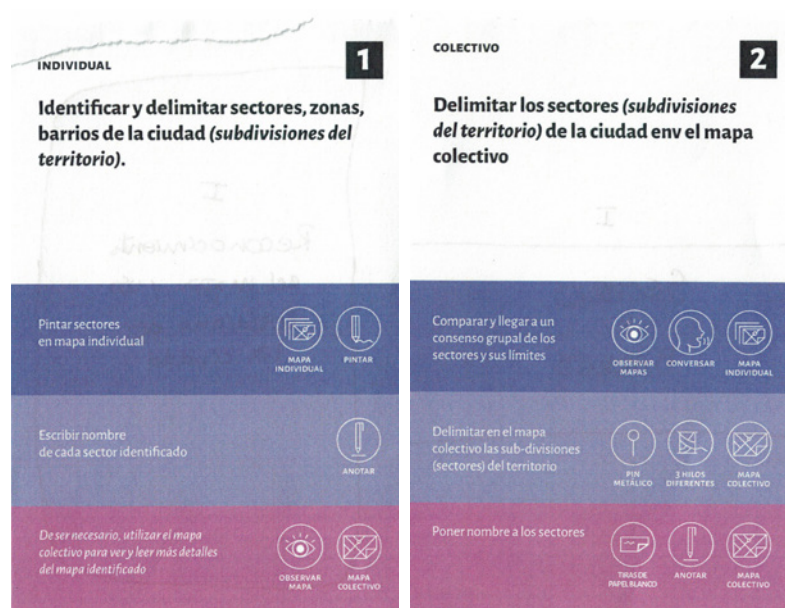 INDIVIDUAL
1
Identificar y delimitar sectores, zonas,
barrios de la ciudad (subdivisiones del
territorio).
Pintar sectores
en mapa individual
MAPA
INDIVIDUAL
PINTAR
Escribir nombre
de cada sector identificado
ANOTAR
De ser necesario, utilizar el mapa
colectivo para ver y leer más detalles
del mapa identificado
OBSERVAR
MAPA
MAPA
COLECTIVO
COLECTIVO
2
Delimitar los sectores (subdivisiones
del territorio) de la ciudad env el mapa
colectivo
Comparar y llegar a un
consenso grupal de los
sectores y sus límites
OBSERVAR
MAPAS
CONVERSAR
MAPA
INDIVIDUAL
Delimitar en el mapa
colectivo las sub-divisiones
(sectores) del territorio
PIN
METÁLICO
3 HILOS
DIFERENTES
MAPA
COLECTIVO
Poner nombre a los sectores
TIRAS DE
PAPEL BLANCO
ANOTAR
MAPA
COLECTIVO